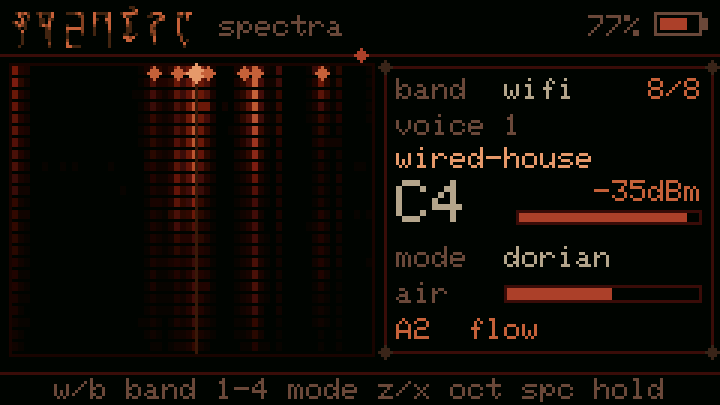 spectra 77%
band wifi 8/8
voice 1
wired-house
C4 -35dBm
mode dorian
air
A2 flow
w/b band 1-4 mode z/x oct spc hold